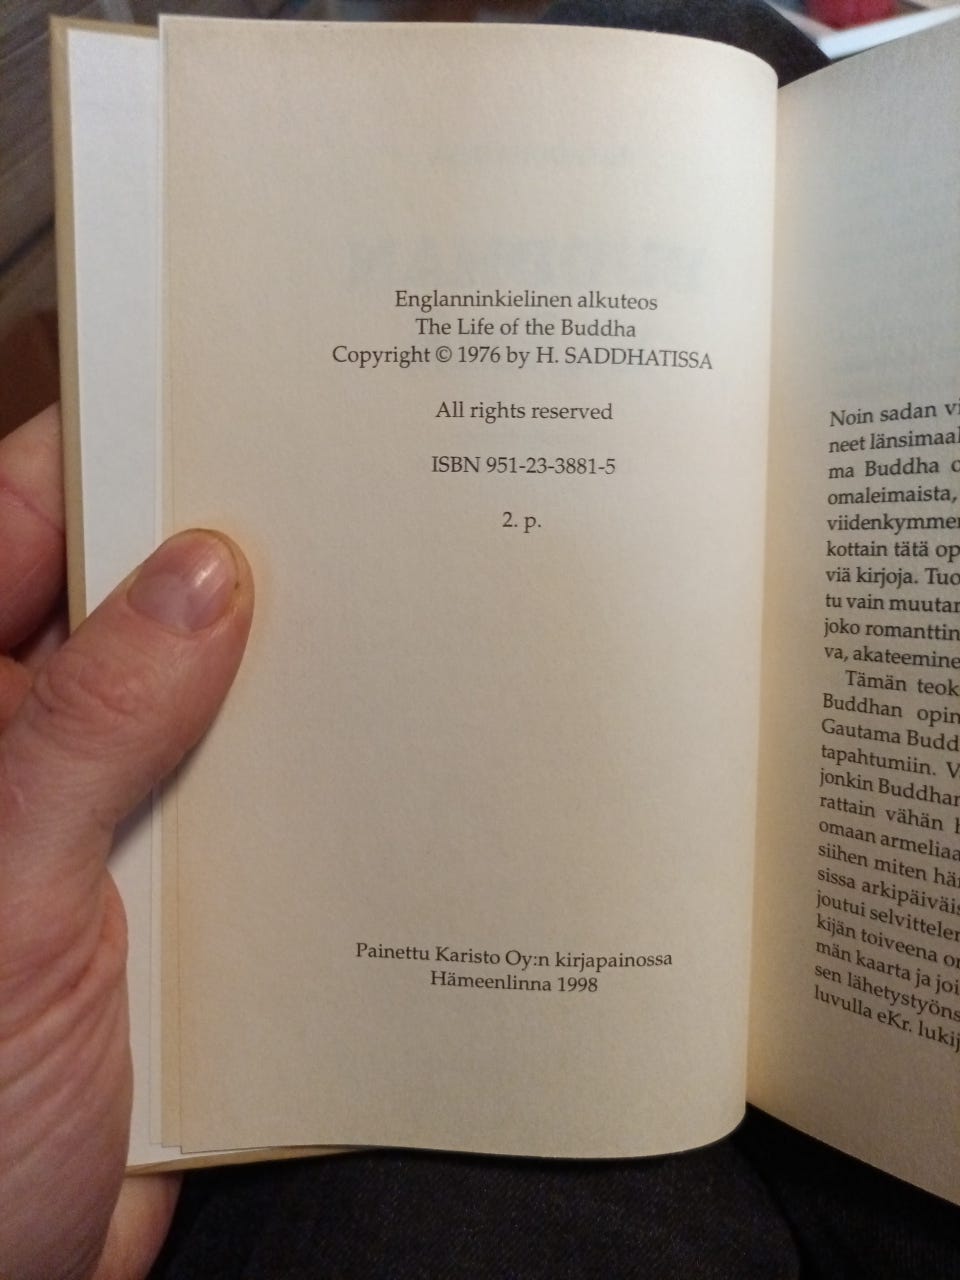 Englanninkielinen alkuteos
The Life of the Buddha
Copyright © 1976 by H. SADDHATISSA
All rights reserved
ISBN 951-23-3881-5
2. p.
Painettu Karisto Oy:n kirjapainossa
Hämeenlinna 1998
Noin sadan
neet
ma Buddha
omaleimaista,
kottain tätä
viä kirjoja.
tu vain
joko
va,
Tämän
Buddhan
Gautama
tapahtumiin.
jonkin
rattain vähän
omaan
siihen miten
sissa
joutui
kijän toiveena
män kaarta ja
sen
luvulla eKr.